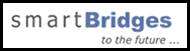 smartBridges
to the future ...